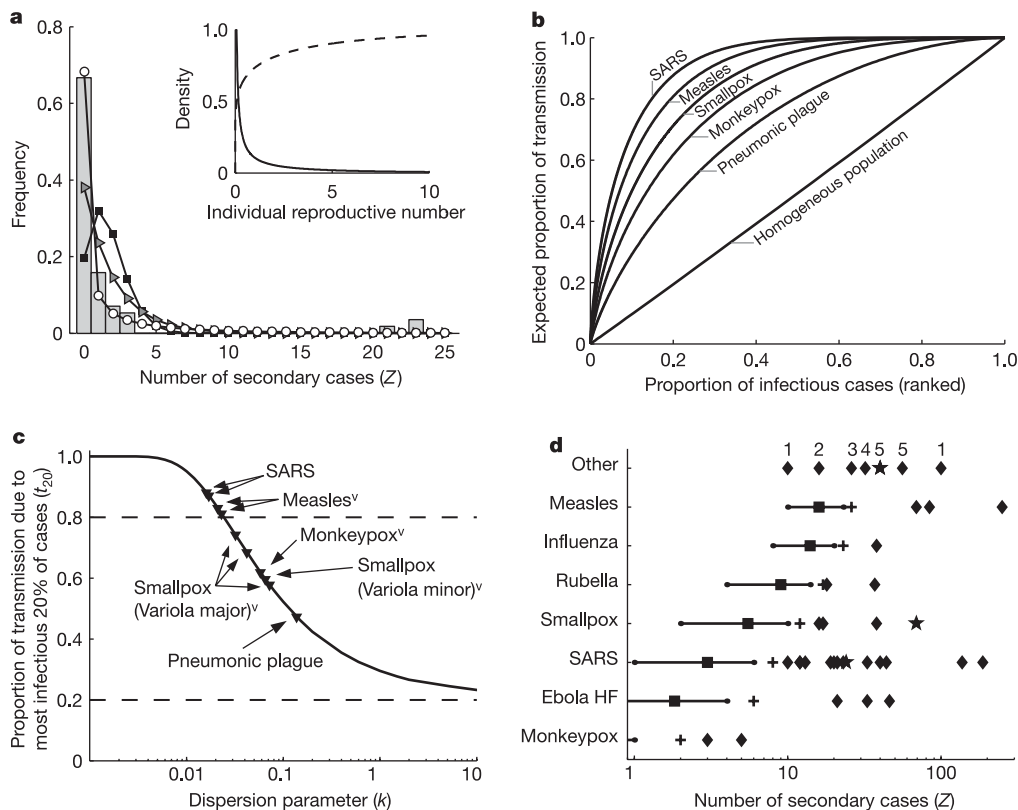 a
0.8
0.6
0.4
0.2
0
Frequency
0
5
10
15
20
25
Number of secondary cases (Z)
1.0
0.5
0
Density
0
5
10
Individual reproductive number
b
1.0
0.8
0.6
0.4
0.2
0
Expected proportion of transmission
SARS
Measles
Smallpox
Monkeypox
Pneumonic plague
Homogeneous population
0
0.2
0.4
0.6
0.8
1.0
Proportion of infectious cases (ranked)
c
1.0
0.8
0.6
0.4
0.2
0
Proportion of transmission due to
most infectious 20% of cases (t₂₀)
SARS
Measlesᵛ
Monkeypoxᵛ
Smallpox
(Variola minor)ᵛ
Smallpox
(Variola major)ᵛ
Pneumonic plague
0.01
0.1
1
10
Dispersion parameter (k)
d
1 2 3 4 5 5 1
Other
Measles
Influenza
Rubella
Smallpox
SARS
Ebola HF
Monkeypox
1
10
100
Number of secondary cases (Z)